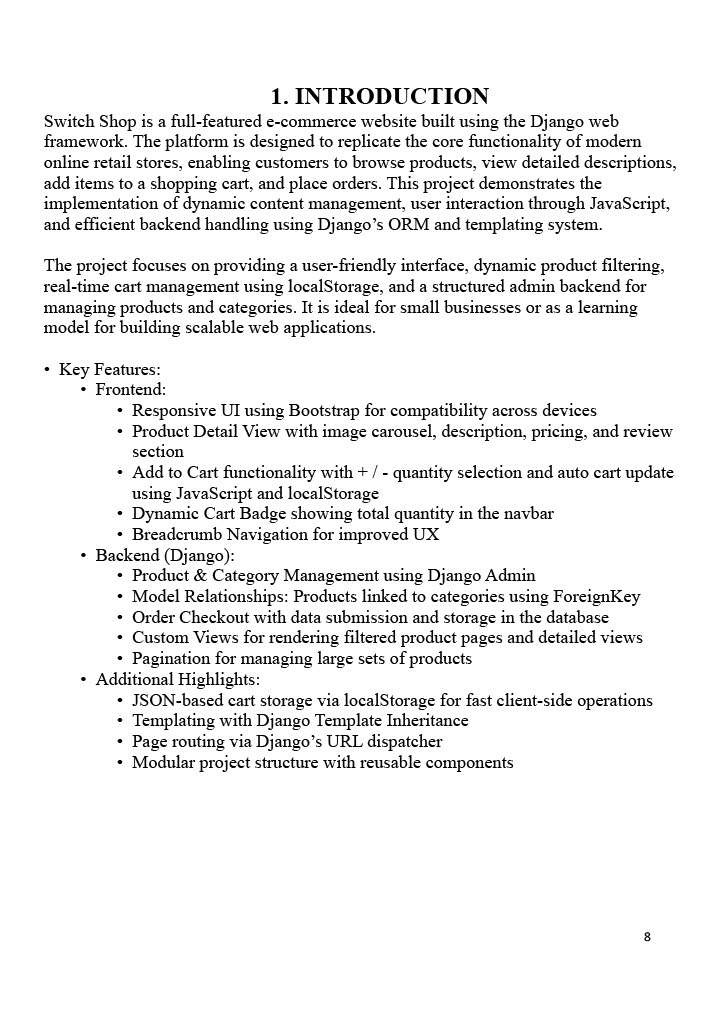 1. INTRODUCTION
Switch Shop is a full-featured e-commerce website built using the Django web
framework. The platform is designed to replicate the core functionality of modern
online retail stores, enabling customers to browse products, view detailed descriptions,
add items to a shopping cart, and place orders. This project demonstrates the
implementation of dynamic content management, user interaction through JavaScript,
and efficient backend handling using Django’s ORM and templating system.
The project focuses on providing a user-friendly interface, dynamic product filtering,
real-time cart management using localStorage, and a structured admin backend for
managing products and categories. It is ideal for small businesses or as a learning
model for building scalable web applications.
• Key Features:
• Frontend:
• Responsive UI using Bootstrap for compatibility across devices
• Product Detail View with image carousel, description, pricing, and review
section
• Add to Cart functionality with + / - quantity selection and auto cart update
using JavaScript and localStorage
• Dynamic Cart Badge showing total quantity in the navbar
• Breadcrumb Navigation for improved UX
• Backend (Django):
• Product & Category Management using Django Admin
• Model Relationships: Products linked to categories using ForeignKey
• Order Checkout with data submission and storage in the database
• Custom Views for rendering filtered product pages and detailed views
• Pagination for managing large sets of products
• Additional Highlights:
• JSON-based cart storage via localStorage for fast client-side operations
• Templating with Django Template Inheritance
• Page routing via Django’s URL dispatcher
• Modular project structure with reusable components
8